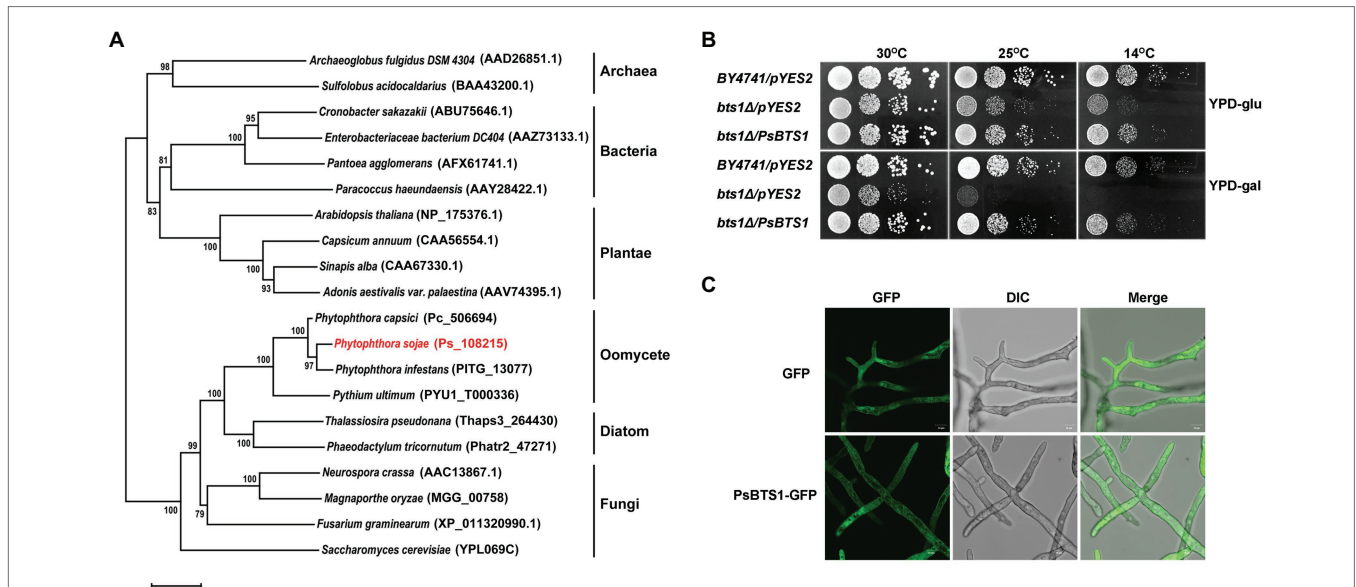 A
98
Archaeoglobus fulgidus DSM 4304 (AAD26851.1)
Sulfolobus acidocaldarius (BAA43200.1)
Archaea
95
100
Cronobacter sakazakii (ABU75646.1)
Enterobacteriaceae bacterium DC404 (AAZ73133.1)
Pantoea agglomerans (AFX61741.1)
81
Paracoccus haeundaensis (AAY28422.1)
Bacteria
83
Arabidopsis thaliana (NP_175376.1)
100
Capsicum annuum (CAA56554.1)
100
Sinapis alba (CAA67330.1)
93
Adonis aestivalis var. palaestina (AAV74395.1)
Plantae
Phytophthora capsici (Pc_506694)
100
Phytophthora sojae (Ps_108215)
97
Phytophthora infestans (PITG_13077)
100
Pythium ultimum (PYU1_T000336)
Oomycete
100
Thalassiosira pseudonana (Thaps3_264430)
100
Phaeodactylum tricornutum (Phatr2_47271)
Diatom
99
Neurospora crassa (AAC13867.1)
100
Magnaporthe oryzae (MGG_00758)
79
Fusarium graminearum (XP_011320990.1)
100
Saccharomyces cerevisiae (YPL069C)
Fungi
B
30ºC 25ºC 14ºC
BY4741/pYES2
bts1Δ/pYES2
bts1Δ/PsBTS1
YPD-glu
BY4741/pYES2
bts1Δ/pYES2
bts1Δ/PsBTS1
YPD-gal
C
GFP DIC Merge
GFP
PsBTS1-GFP